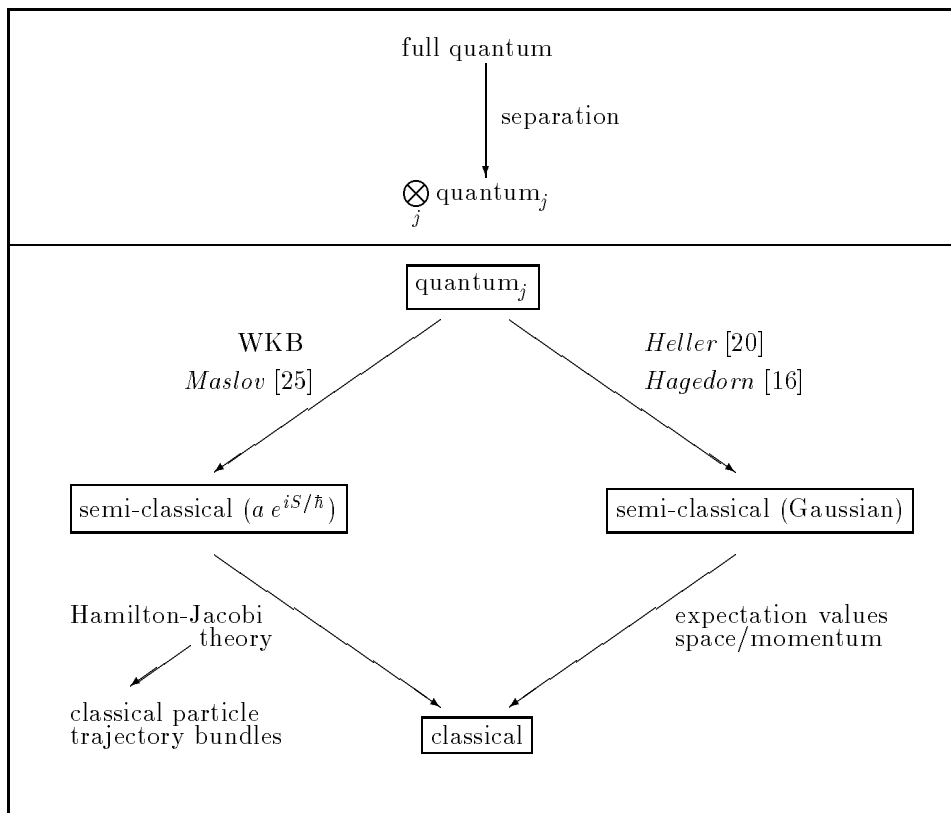 full quantum
separation
⨂_j quantum_j
quantum_j
WKB
Maslov [25]
Heller [20]
Hagedorn [16]
semi-classical (a e^{iS/ħ})
semi-classical (Gaussian)
Hamilton-Jacobi
theory
expectation values
space/momentum
classical particle
trajectory bundles
classical